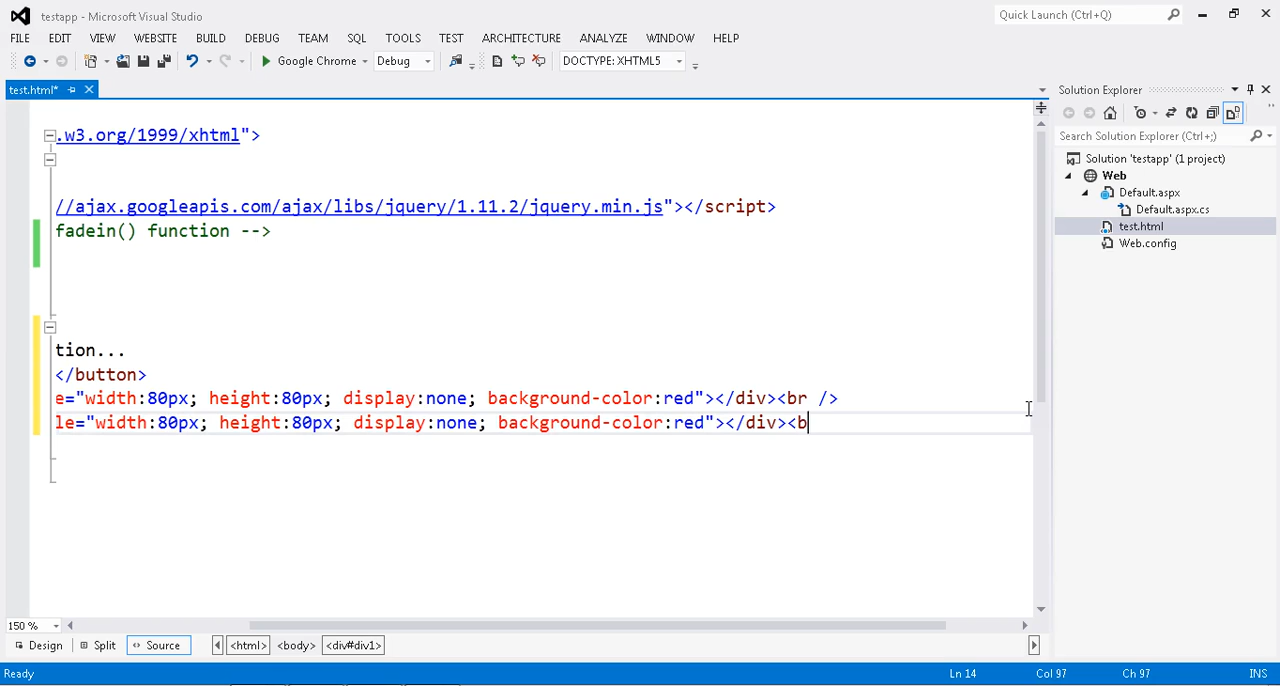 testapp - Microsoft Visual Studio
Quick Launch (Ctrl+Q)
FILE EDIT VIEW WEBSITE BUILD DEBUG TEAM SQL TOOLS TEST ARCHITECTURE ANALYZE WINDOW HELP
Google Chrome Debug DOCTYPE: XHTML5
test.html*
Solution Explorer
Search Solution Explorer (Ctrl+;)
Solution 'testapp' (1 project)
Web
Default.aspx
Default.aspx.cs
test.html
Web.config
.w3.org/1999/xhtml">
//ajax.googleapis.com/ajax/libs/jquery/1.11.2/jquery.min.js"></script>
fadein() function -->
tion...
</button>
e="width:80px; height:80px; display:none; background-color:red"></div><br />
le="width:80px; height:80px; display:none; background-color:red"></div><b
150 %
Design Split Source <html> <body> <div#div1>
Ready Ln 14 Col 97 Ch 97 INS